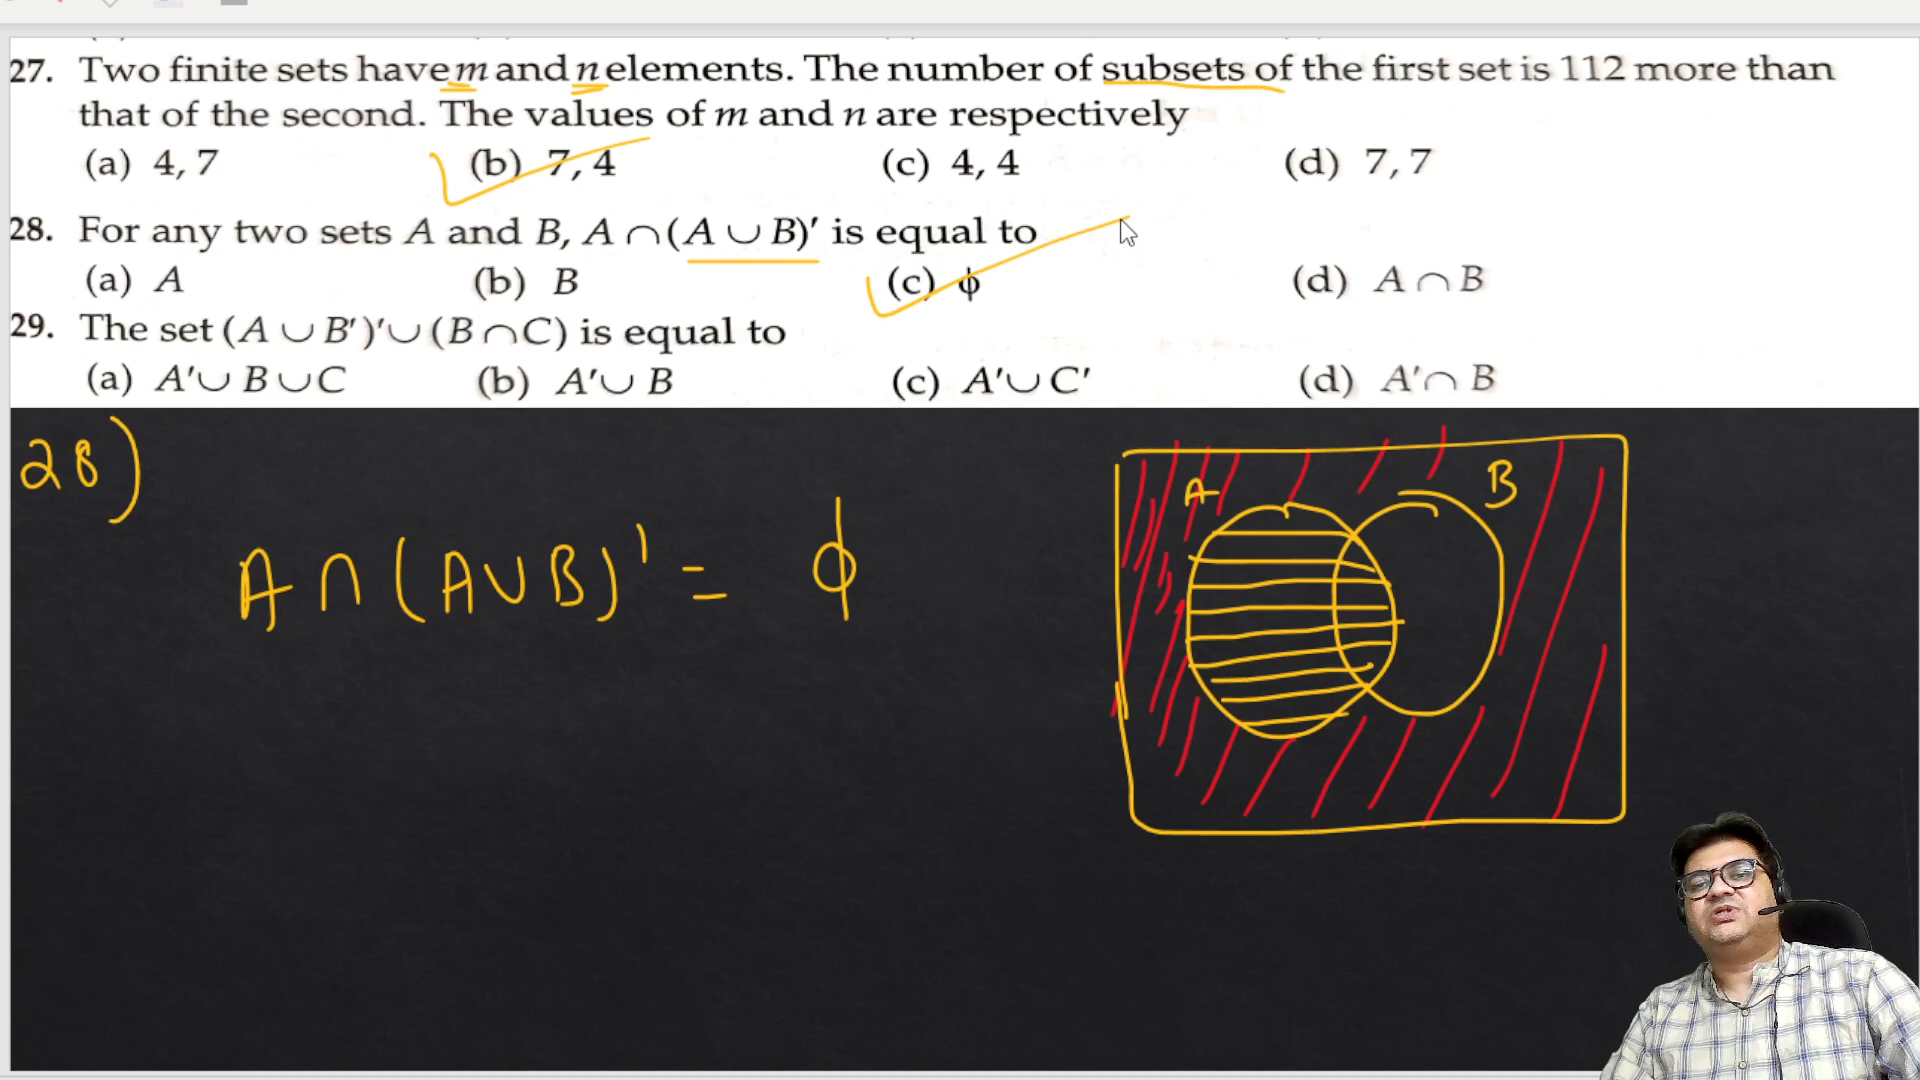 27. Two finite sets have m and n elements. The number of subsets of the first set is 112 more than
that of the second. The values of m and n are respectively
(a) 4, 7 (b) 7, 4 (c) 4, 4 (d) 7, 7
28. For any two sets A and B, A ∩ (A ∪ B)′ is equal to
(a) A (b) B (c) ϕ (d) A ∩ B
29. The set (A ∪ B′)′ ∪ (B ∩ C) is equal to
(a) A′ ∪ B ∪ C (b) A′ ∪ B (c) A′ ∪ C′ (d) A′ ∩ B
28)
A ∩ (A ∪ B)′ = ϕ
A B